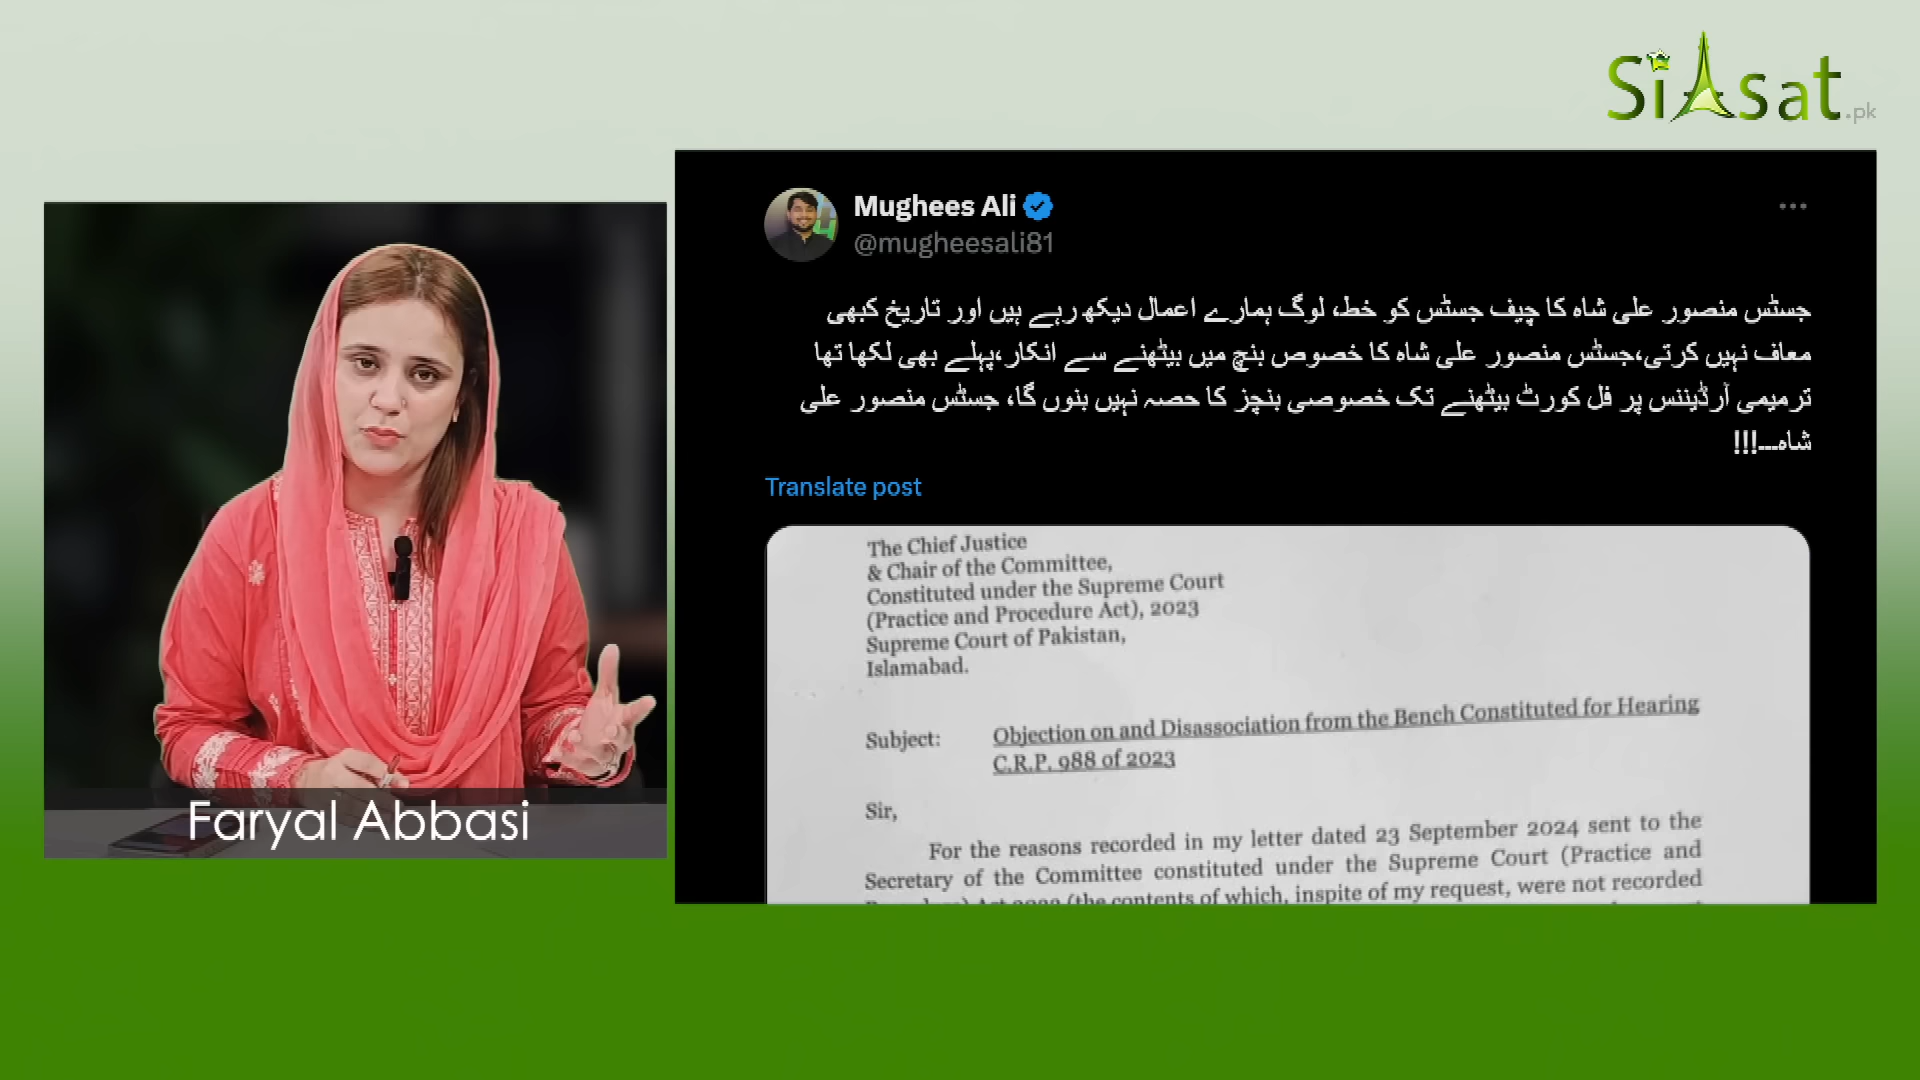 SiAsat.pk
Mughees Ali
@mugheesali81
جسٹس منصور علی شاہ کا چیف جسٹس کو خط، لوگ ہمارے اعمال دیکھ رہے ہیں اور تاریخ کبھی
معاف نہیں کرتی،جسٹس منصور علی شاہ کا خصوص بنچ میں بیٹھنے سے انکار،پہلے بھی لکھا تھا
ترمیمی آرڈیننس پر فل کورٹ بیٹھنے تک خصوصی بنچز کا حصہ نہیں بنوں گا، جسٹس منصور علی
شاہ۔۔۔!!!
Translate post
The Chief Justice
& Chair of the Committee,
Constituted under the Supreme Court
(Practice and Procedure Act), 2023
Supreme Court of Pakistan,
Islamabad.
Subject: Objection on and Disassociation from the Bench Constituted for Hearing
C.R.P. 988 of 2023
Sir,
For the reasons recorded in my letter dated 23 September 2024 sent to the
Secretary of the Committee constituted under the Supreme Court (Practice and
(the contents of which, inspite of my request, were not recorded
Faryal Abbasi